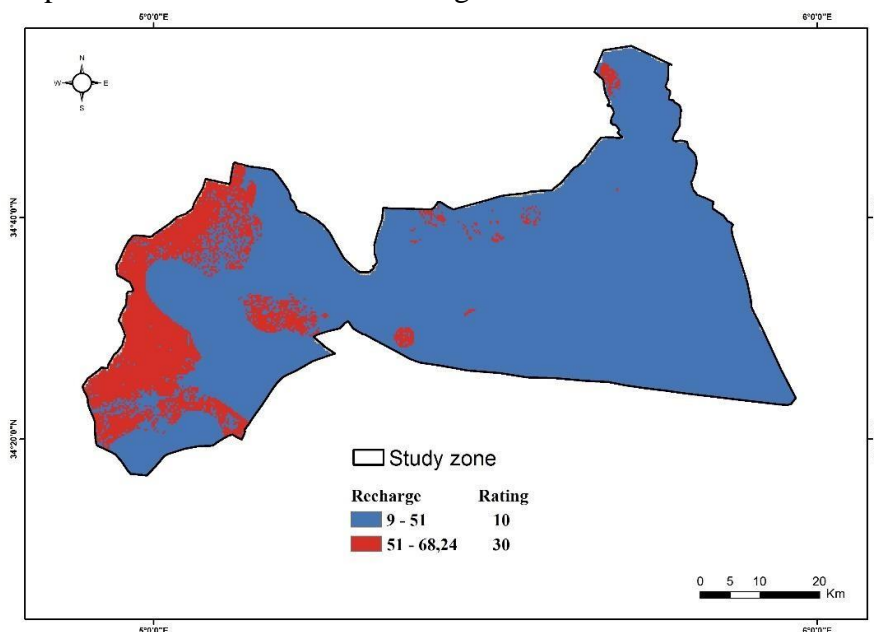 5°0'0"E 6°0'0"E
N
W E
S
34°40'0"N
34°20'0"N
Study zone
Recharge Rating
9 - 51 10
51 - 68,24 30
0 5 10 20
Km
5°0'0"E 6°0'0"E